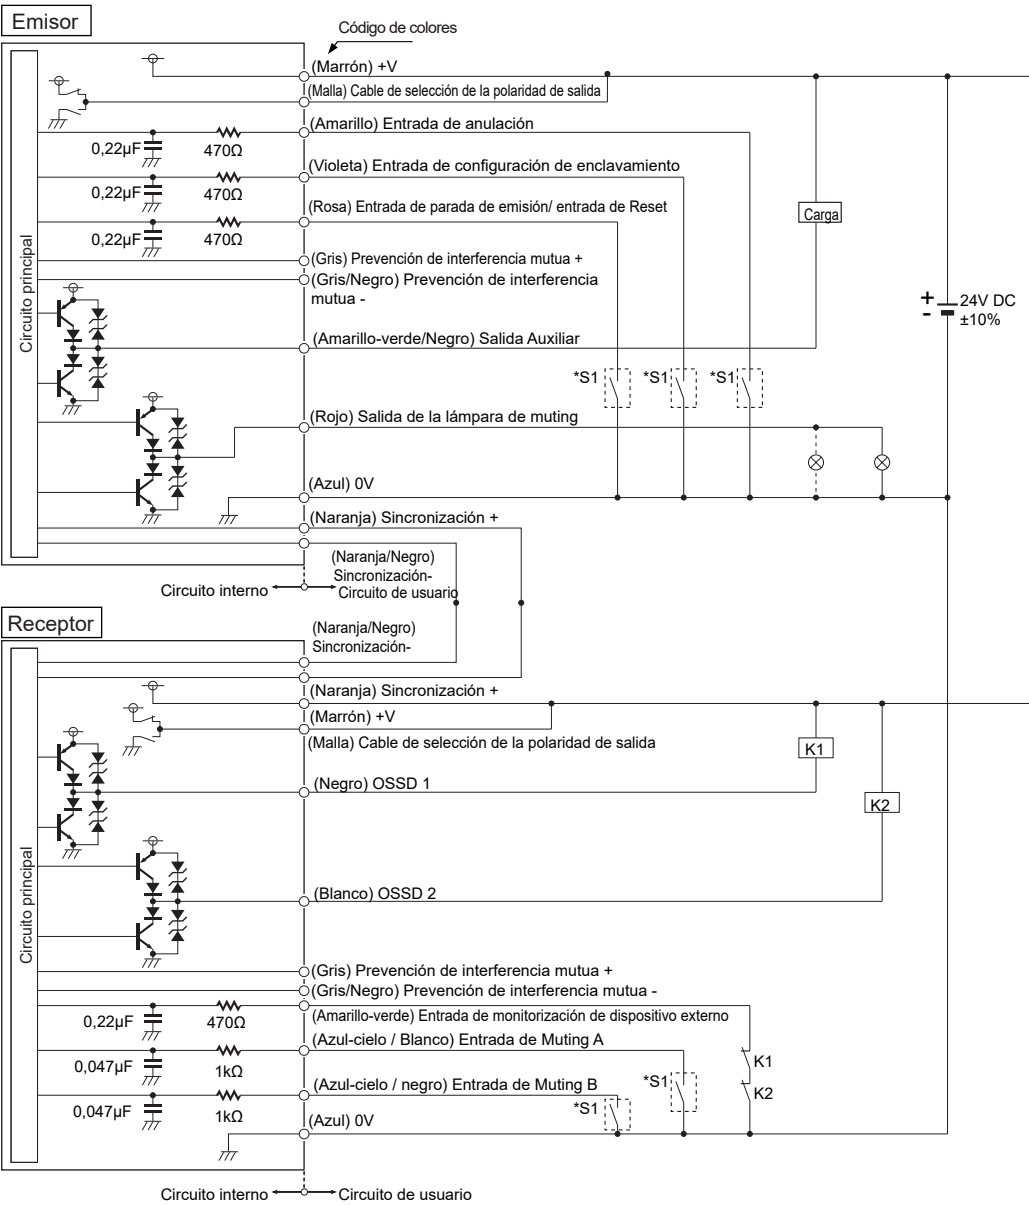 Emisor
Código de colores
(Marrón) +V
(Malla) Cable de selección de la polaridad de salida
(Amarillo) Entrada de anulación
0,22µF
470Ω
(Violeta) Entrada de configuración de enclavamiento
0,22µF
470Ω
(Rosa) Entrada de parada de emisión/ entrada de Reset
Carga
0,22µF
470Ω
Circuito principal
(Gris) Prevención de interferencia mutua +
(Gris/Negro) Prevención de interferencia
mutua -
+
-
24V DC
±10%
(Amarillo-verde/Negro) Salida Auxiliar
*S1
*S1
*S1
(Rojo) Salida de la lámpara de muting
(Azul) 0V
(Naranja) Sincronización +
(Naranja/Negro)
Sincronización-
Circuito interno
Circuito de usuario
Receptor
(Naranja/Negro)
Sincronización-
(Naranja) Sincronización +
(Marrón) +V
(Malla) Cable de selección de la polaridad de salida
K1
(Negro) OSSD 1
K2
Circuito principal
(Blanco) OSSD 2
(Gris) Prevención de interferencia mutua +
(Gris/Negro) Prevención de interferencia mutua -
(Amarillo-verde) Entrada de monitorización de dispositivo externo
0,22µF
470Ω
(Azul-cielo / Blanco) Entrada de Muting A
K1
0,047µF
1kΩ
(Azul-cielo / negro) Entrada de Muting B
*S1
K2
*S1
0,047µF
1kΩ
(Azul) 0V
Circuito interno
Circuito de usuario